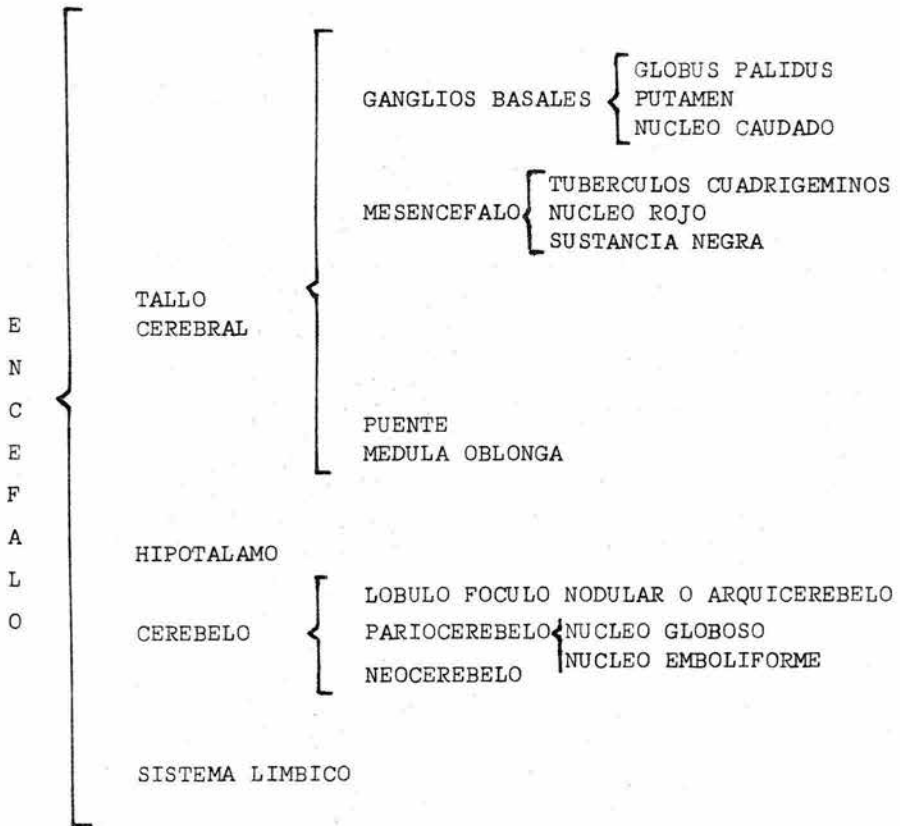 ENCEFALO
TALLO
CEREBRAL
GANGLIOS BASALES
GLOBUS PALIDUS
PUTAMEN
NUCLEO CAUDADO
MESENCEFALO
TUBERCULOS CUADRIGEMINOS
NUCLEO ROJO
SUSTANCIA NEGRA
PUENTE
MEDULA OBLONGA
HIPOTALAMO
CEREBELO
LOBULO FOCULO NODULAR O ARQUICEREBELO
PARIOCEREBELO
NUCLEO GLOBOSO
NUCLEO EMBOLIFORME
NEOCEREBELO
SISTEMA LIMBICO